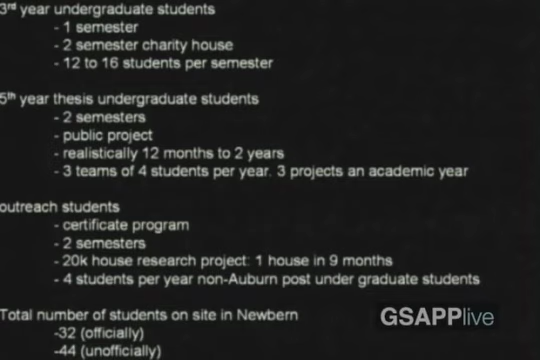 3rd year undergraduate students
- 1 semester
- 2 semester charity house
- 12 to 16 students per semester
5th year thesis undergraduate students
- 2 semesters
- public project
- realistically 12 months to 2 years
- 3 teams of 4 students per year. 3 projects an academic year
outreach students
- certificate program
- 2 semesters
- 20k house research project: 1 house in 9 months
- 4 students per year non-Auburn post under graduate students
Total number of students on site in Newbern
-32 (officially)
-44 (unofficially)
GSAPPlive